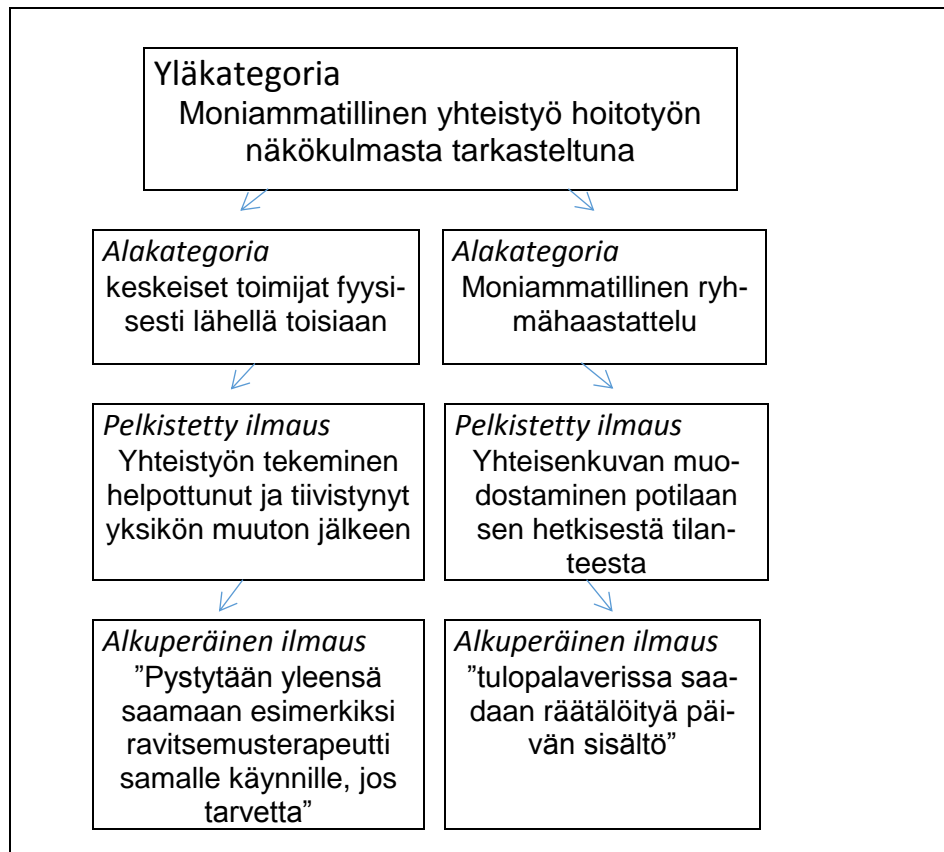 Yläkategoria
Moniammatillinen yhteistyö hoitotyön
näkökulmasta tarkasteltuna
Alakategoria
keskeiset toimijat fyysi-
sesti lähellä toisiaan
Alakategoria
Moniammatillinen ryh-
mähaastattelu
Pelkistetty ilmaus
Yhteistyön tekeminen
helpottunut ja tiivistynyt
yksikön muuton jälkeen
Pelkistetty ilmaus
Yhteisenkuvan muo-
dostaminen potilaan
sen hetkisestä tilan-
teesta
Alkuperäinen ilmaus
”Pystytään yleensä
saamaan esimerkiksi
ravitsemusterapeutti
samalle käynnille, jos
tarvetta”
Alkuperäinen ilmaus
”tulopalaverissa saa-
daan räätälöityä päi-
vän sisältö”